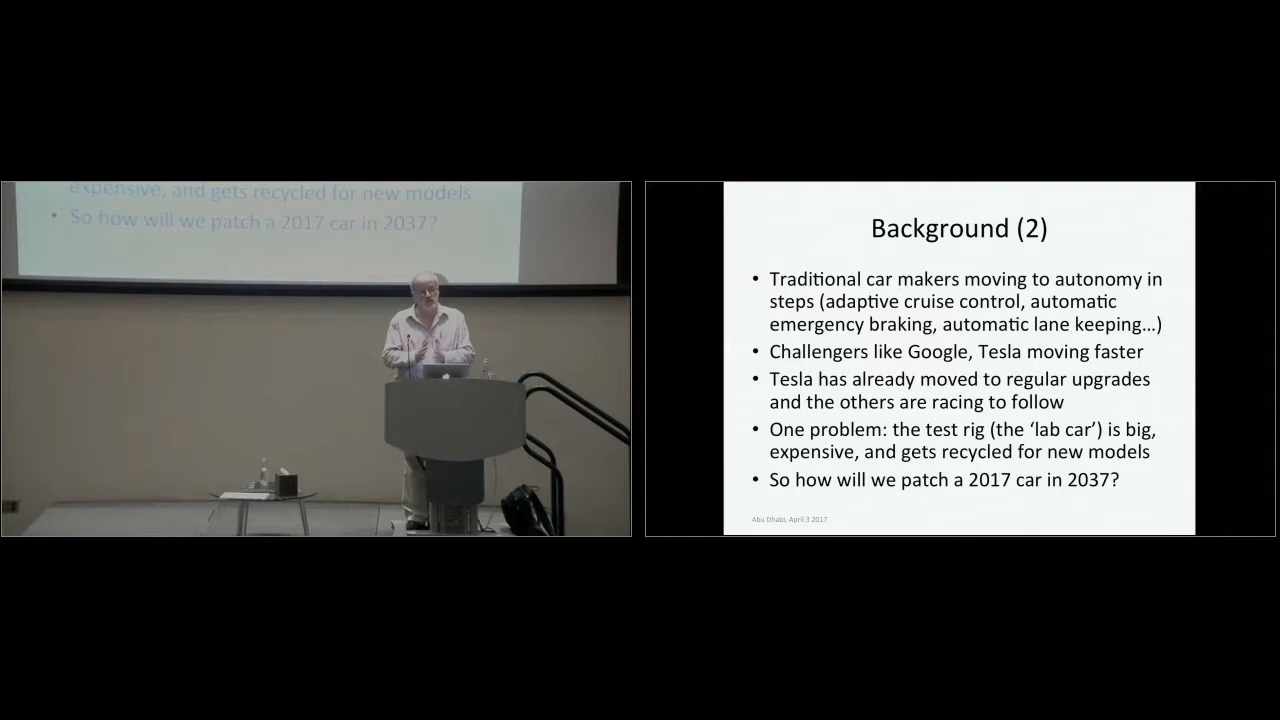 expensive, and gets recycled for new models
• So how will we patch a 2017 car in 2037?
Background (2)
• Traditional car makers moving to autonomy in
steps (adaptive cruise control, automatic
emergency braking, automatic lane keeping...)
• Challengers like Google, Tesla moving faster
• Tesla has already moved to regular upgrades
and the others are racing to follow
• One problem: the test rig (the ‘lab car’) is big,
expensive, and gets recycled for new models
• So how will we patch a 2017 car in 2037?
Abu Dhabi, April 3 2017